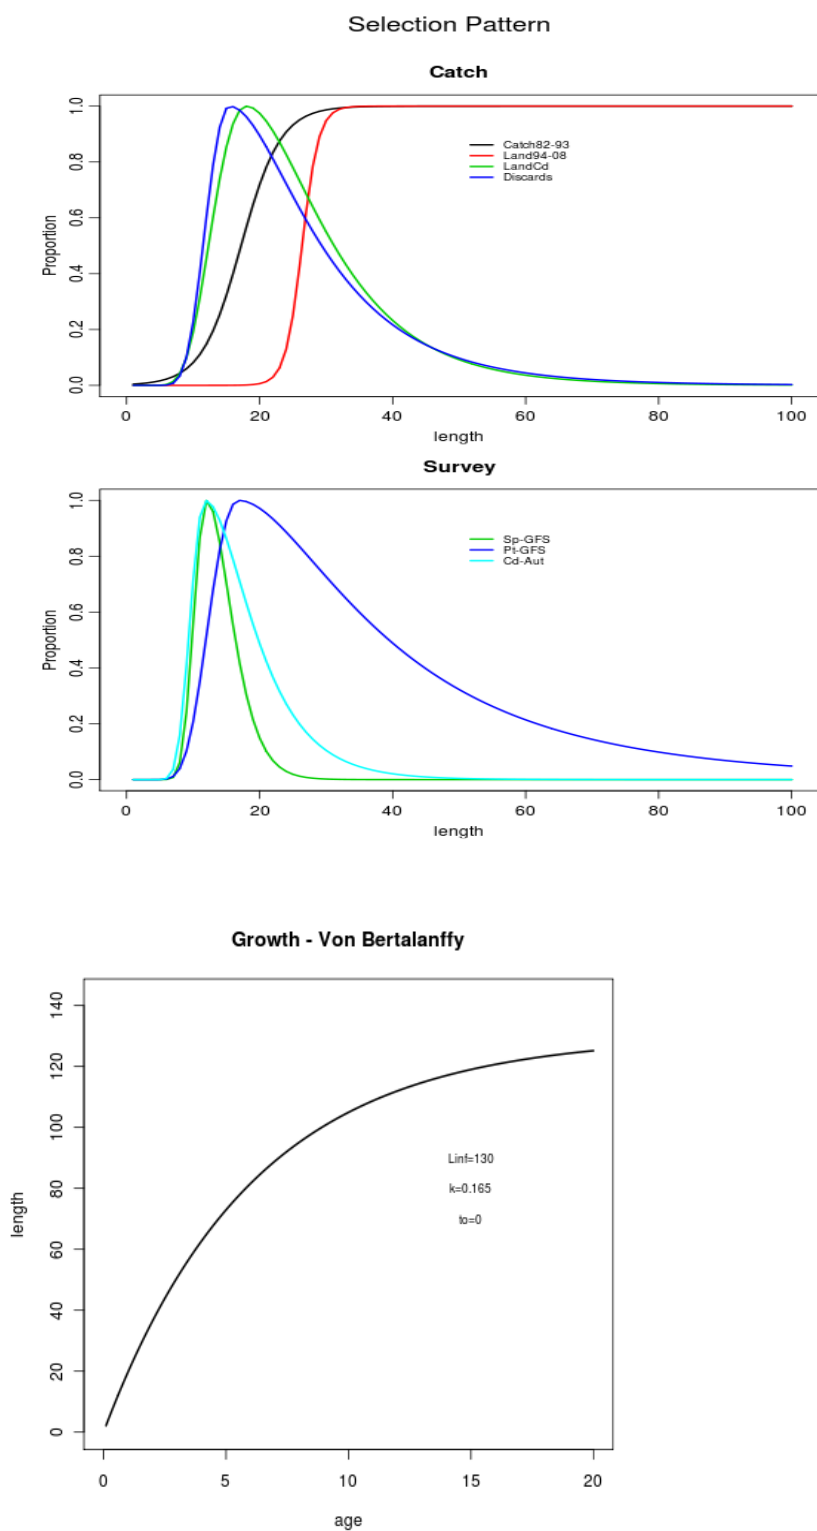 Selection Pattern
Catch
1.0
0.8
0.6
0.4
0.2
0.0
Proportion
Catch82-93
Land94-08
LandCd
Discards
0 20 40 60 80 100
length
Survey
1.0
0.8
0.6
0.4
0.2
0.0
Proportion
Sp-GFS
Pt-GFS
Cd-Aut
0 20 40 60 80 100
length
Growth - Von Bertalanffy
140
120
100
80
60
40
20
0
length
Linf=130
k=0.165
to=0
0 5 10 15 20
age